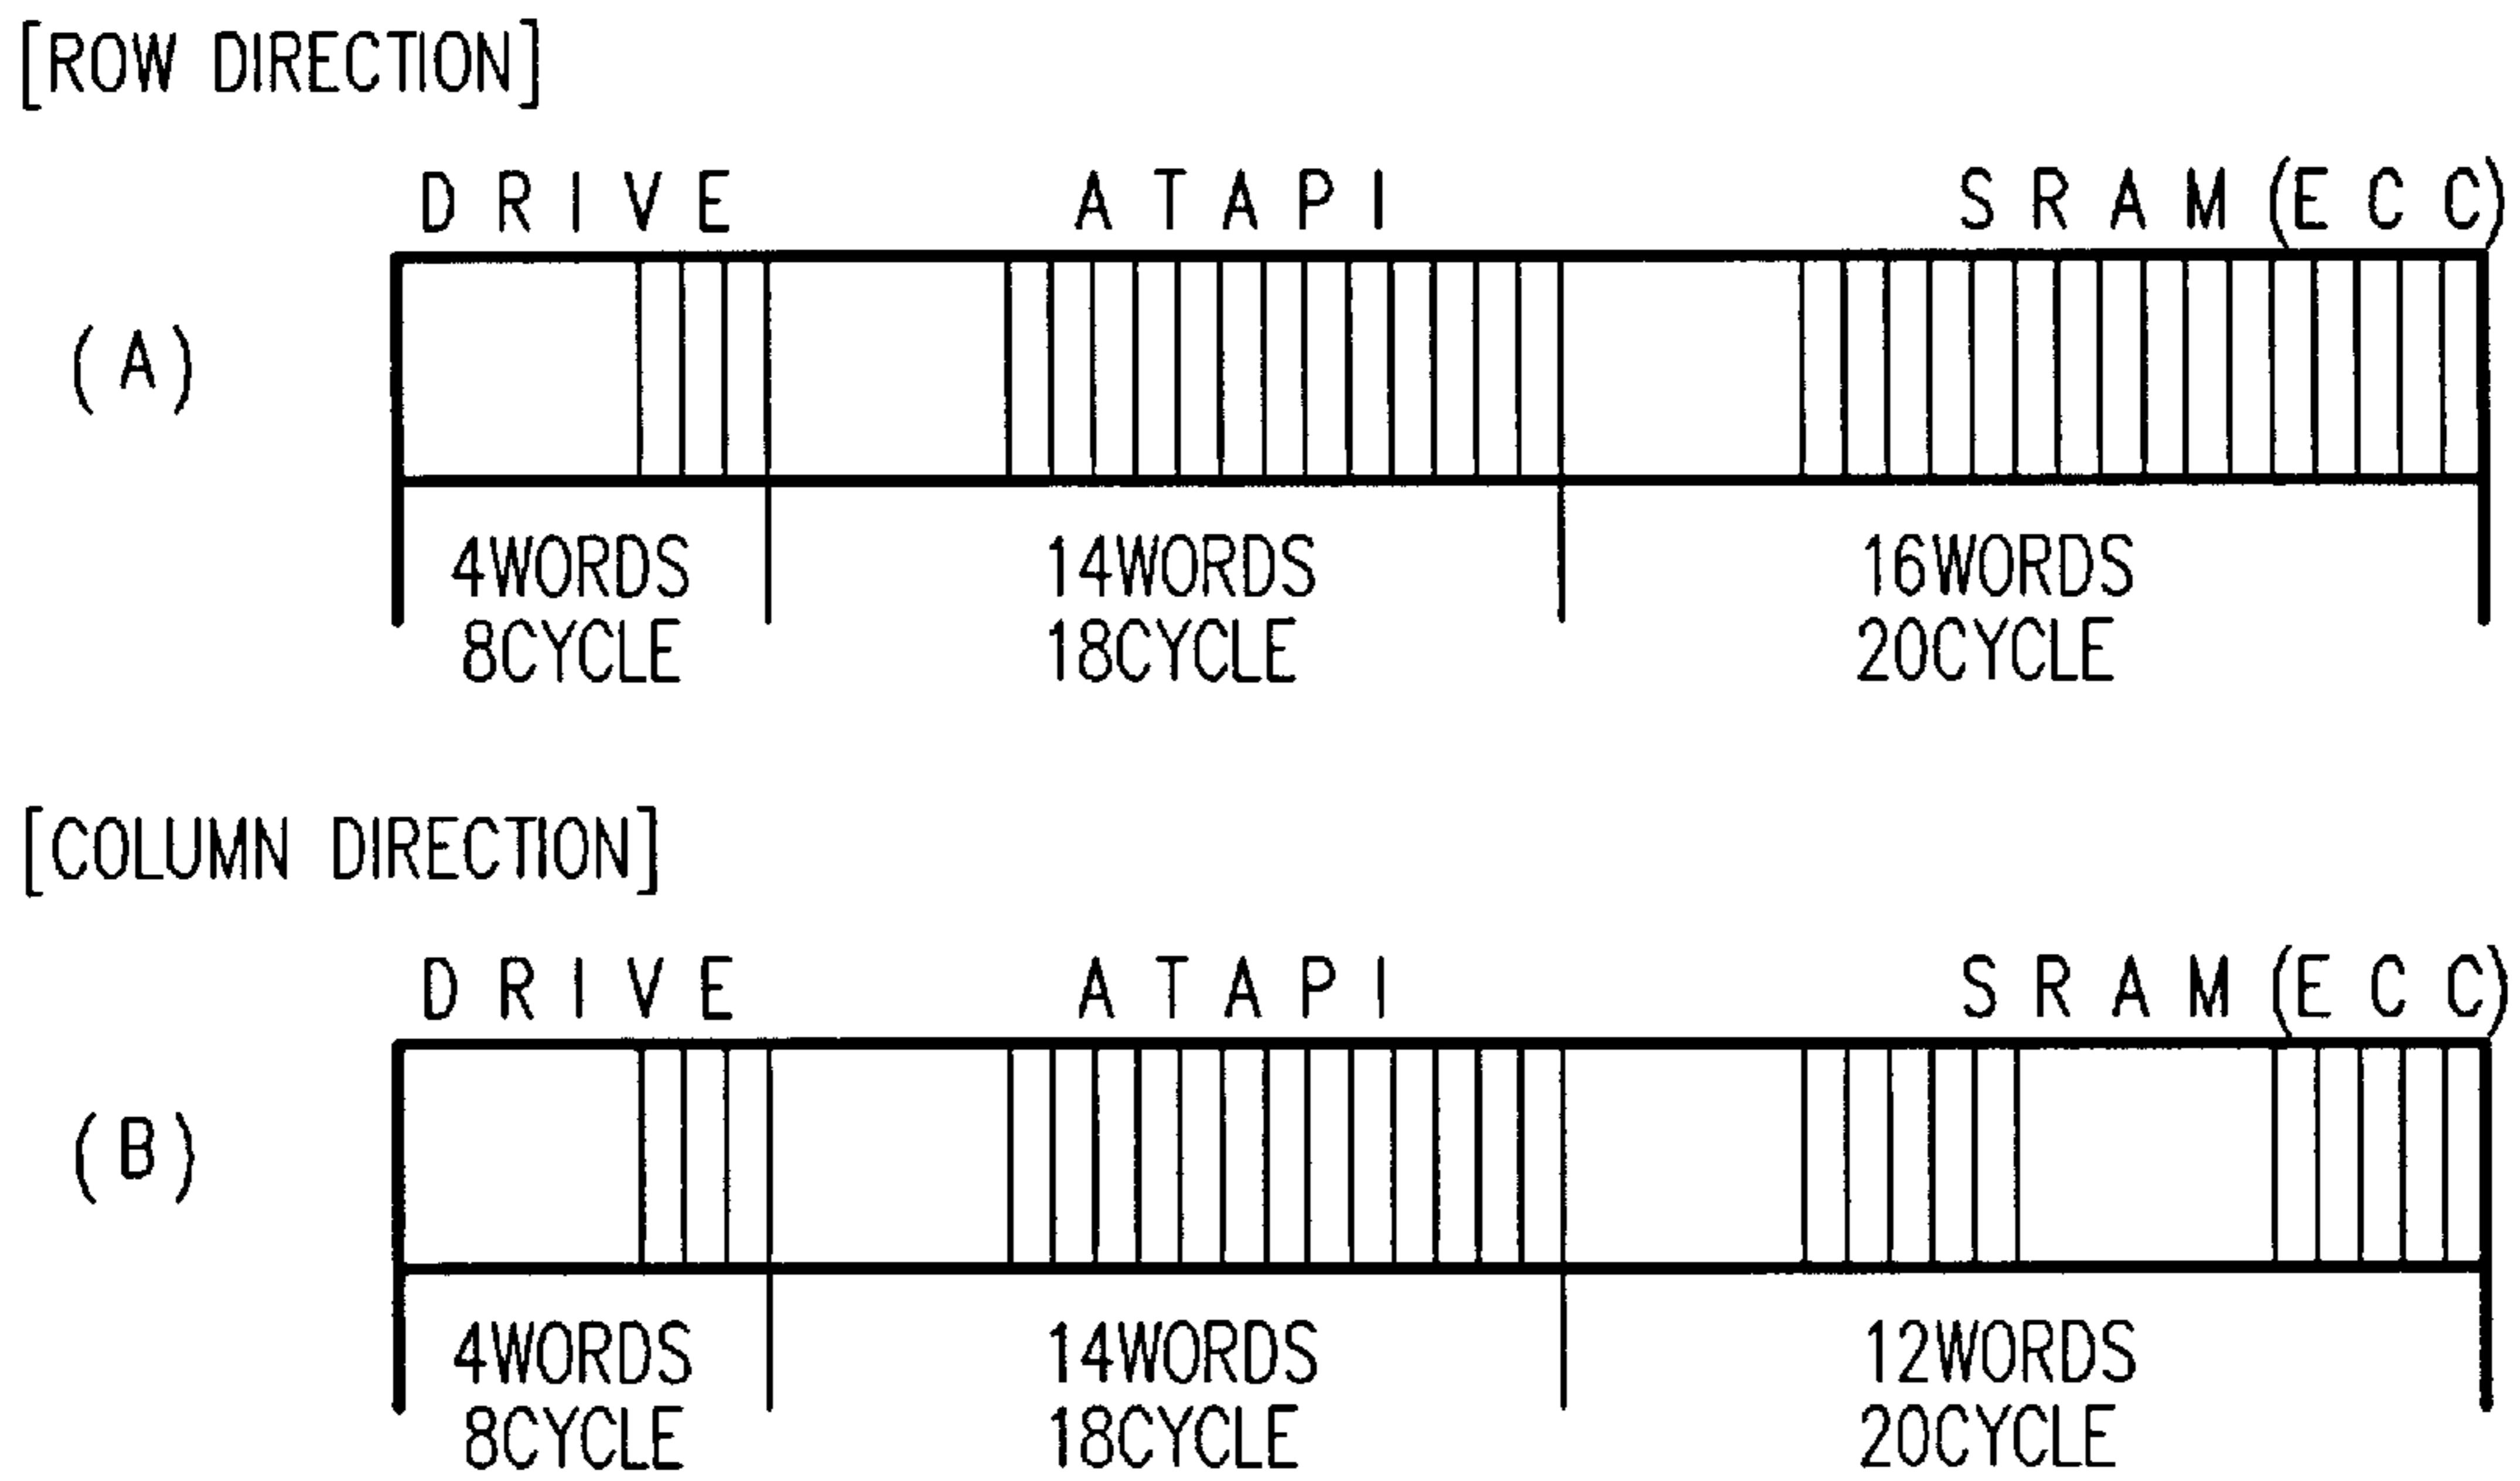 [ROW DIRECTION]
DRIVE ATAPI SRAM(ECC)
(A)
4WORDS 14WORDS 16WORDS
8CYCLE 18CYCLE 20CYCLE
[COLUMN DIRECTION]
DRIVE ATAPI SRAM(ECC)
(B)
4WORDS 14WORDS 12WORDS
8CYCLE 18CYCLE 20CYCLE